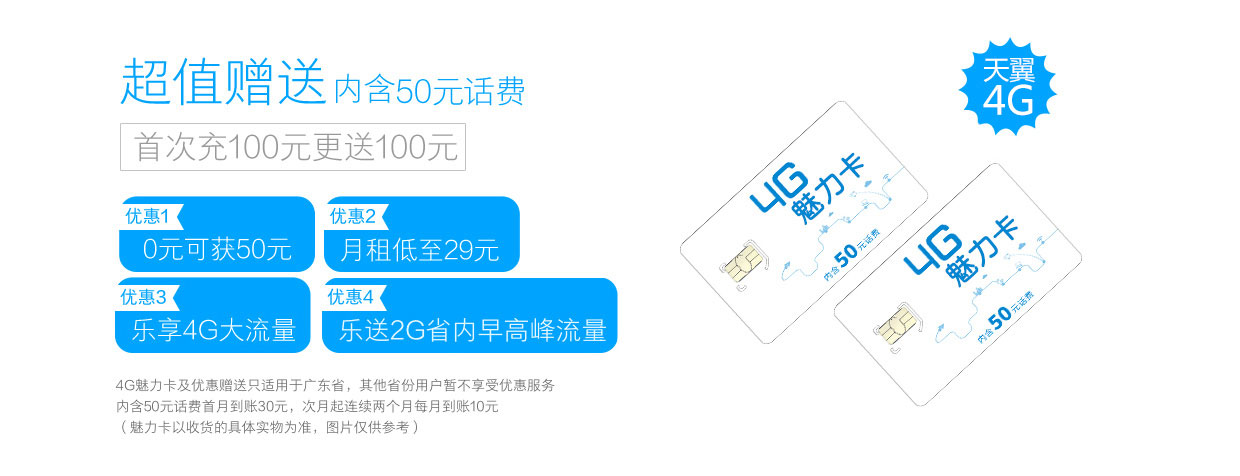 超值赠送 内含50元话费
首次充100元更送100元
优惠1
0元可获50元
优惠2
月租低至29元
优惠3
乐享4G大流量
优惠4
乐送2G省内早高峰流量
4G魅力卡及优惠赠送只适用于广东省，其他省份用户暂不享受优惠服务
内含50元话费首月到账30元，次月起连续两个月每月到账10元
（魅力卡以收货的具体实物为准，图片仅供参考）
天翼
4G
4G
魅力卡
内含50元话费
4G
魅力卡
内含50元话费